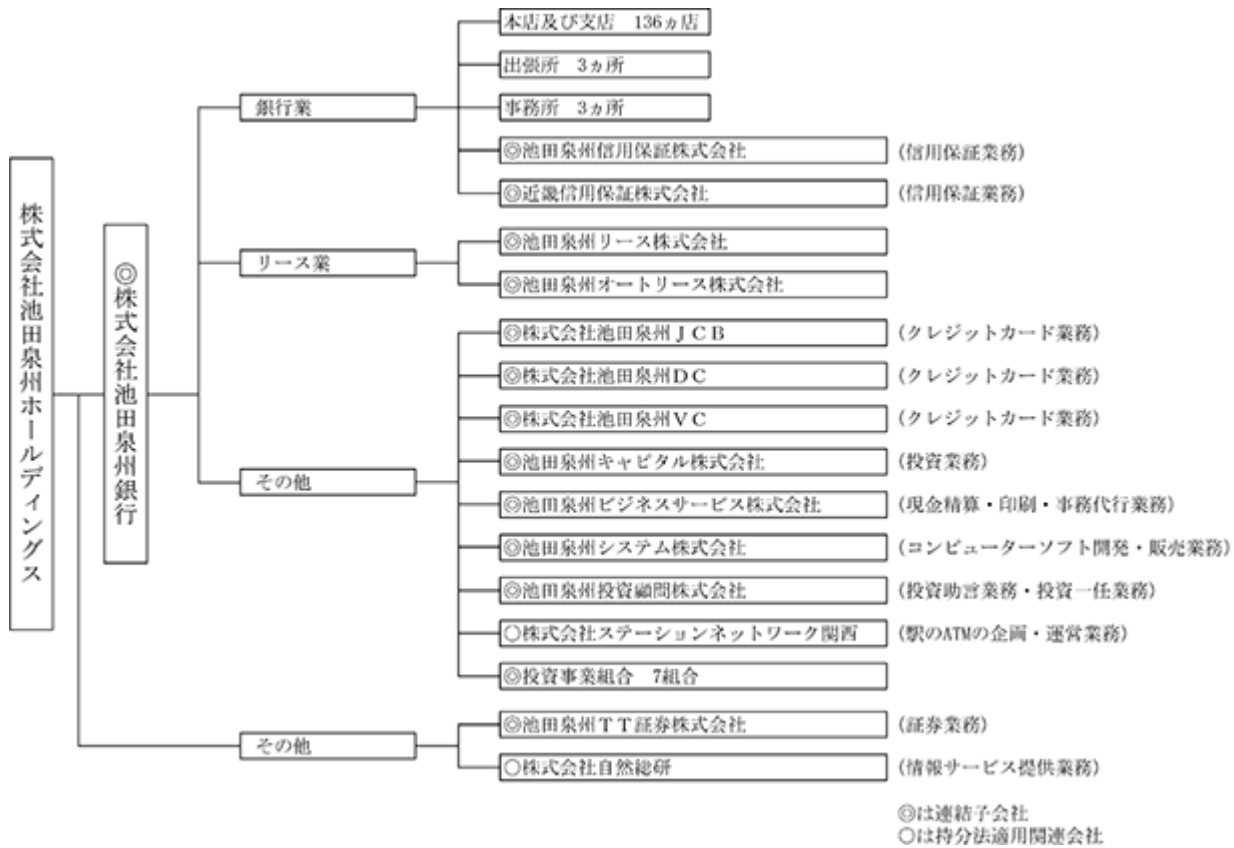 株式会社池田泉州ホールディングス
◎株式会社池田泉州銀行
銀行業
本店及び支店　136ヵ店
出張所　3ヵ所
事務所　3ヵ所
◎池田泉州信用保証株式会社　(信用保証業務)
◎近畿信用保証株式会社　(信用保証業務)
リース業
◎池田泉州リース株式会社
◎池田泉州オートリース株式会社
その他
◎株式会社池田泉州ＪＣＢ　(クレジットカード業務)
◎株式会社池田泉州ＤＣ　(クレジットカード業務)
◎株式会社池田泉州ＶＣ　(クレジットカード業務)
◎池田泉州キャピタル株式会社　(投資業務)
◎池田泉州ビジネスサービス株式会社　(現金精算・印刷・事務代行業務)
◎池田泉州システム株式会社　(コンピューターソフト開発・販売業務)
◎池田泉州投資顧問株式会社　(投資助言業務・投資一任業務)
○株式会社ステーションネットワーク関西　(駅のATMの企画・運営業務)
◎投資事業組合　7組合
その他
◎池田泉州ＴＴ証券株式会社　(証券業務)
○株式会社自然総研　(情報サービス提供業務)
◎は連結子会社
○は持分法適用関連会社